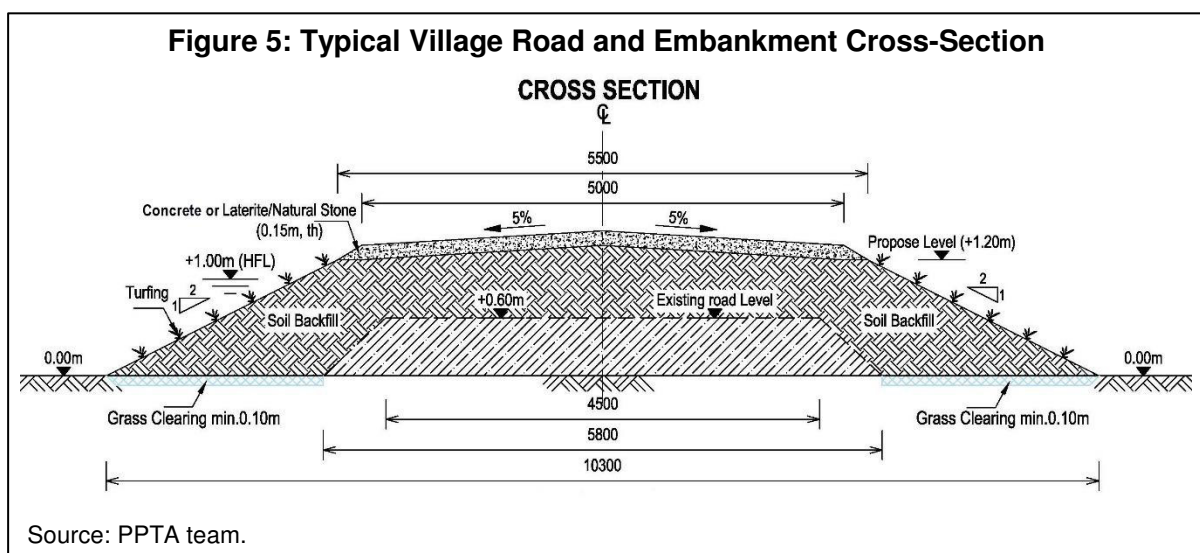 Figure 5: Typical Village Road and Embankment Cross-Section
CROSS SECTION
℄
5500
5000
Concrete or Laterite/Natural Stone
(0.15m, th)
5%
5%
Propose Level (+1.20m)
+1.00m (HFL)
Turfing
1
2
2
1
+0.60m
Existing road Level
Soil Backfill
Soil Backfill
0.00m
0.00m
Grass Clearing min.0.10m
Grass Clearing min.0.10m
4500
5800
10300
Source: PPTA team.